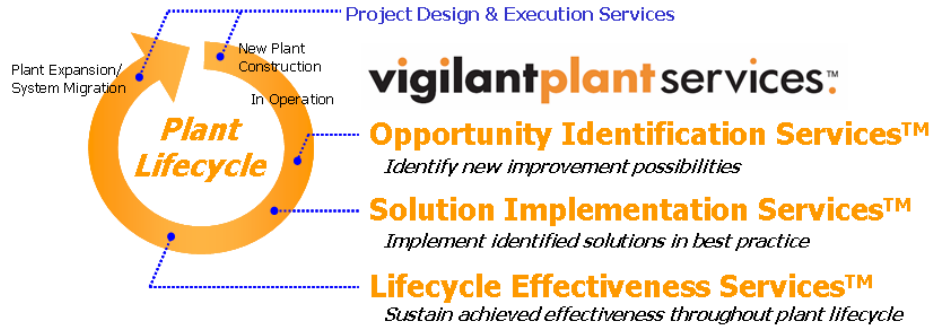 Project Design & Execution Services
New Plant
Construction
Plant Expansion/
System Migration
In Operation
vigilantplantservices.™
Plant
Lifecycle
Opportunity Identification Services™
Identify new improvement possibilities
Solution Implementation Services™
Implement identified solutions in best practice
Lifecycle Effectiveness Services™
Sustain achieved effectiveness throughout plant lifecycle